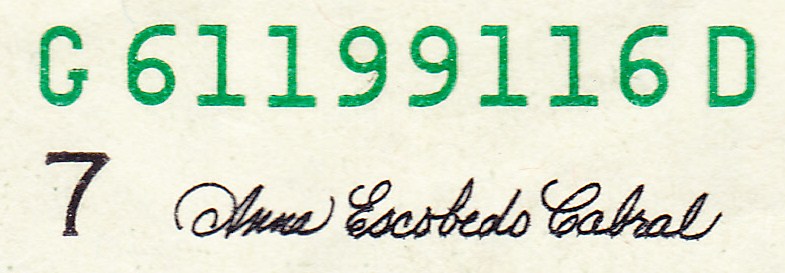 G 61199116 D
7 Anna Escobedo Cabral